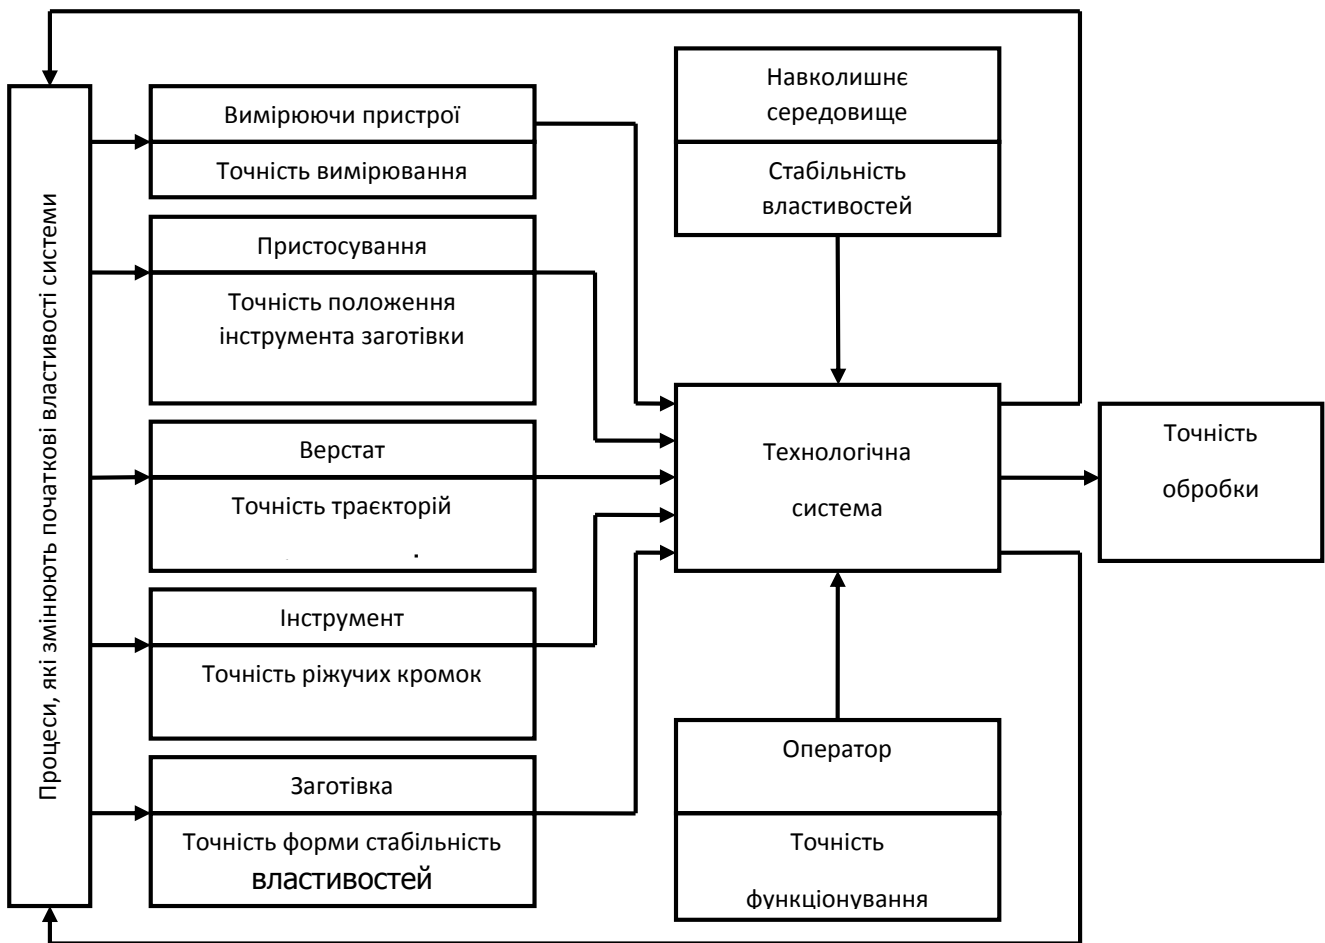 Процеси, які змінюють початкові властивості системи
Вимірюючи пристрої
Точність вимірювання
Пристосування
Точність положення
інструмента заготівки
Верстат
Точність траєкторій
Інструмент
Точність ріжучих кромок
Заготівка
Точність форми стабільність
властивостей
Навколишнє
середовище
Стабільність
властивостей
Технологічна
система
Оператор
Точність
функціонування
Точність
обробки